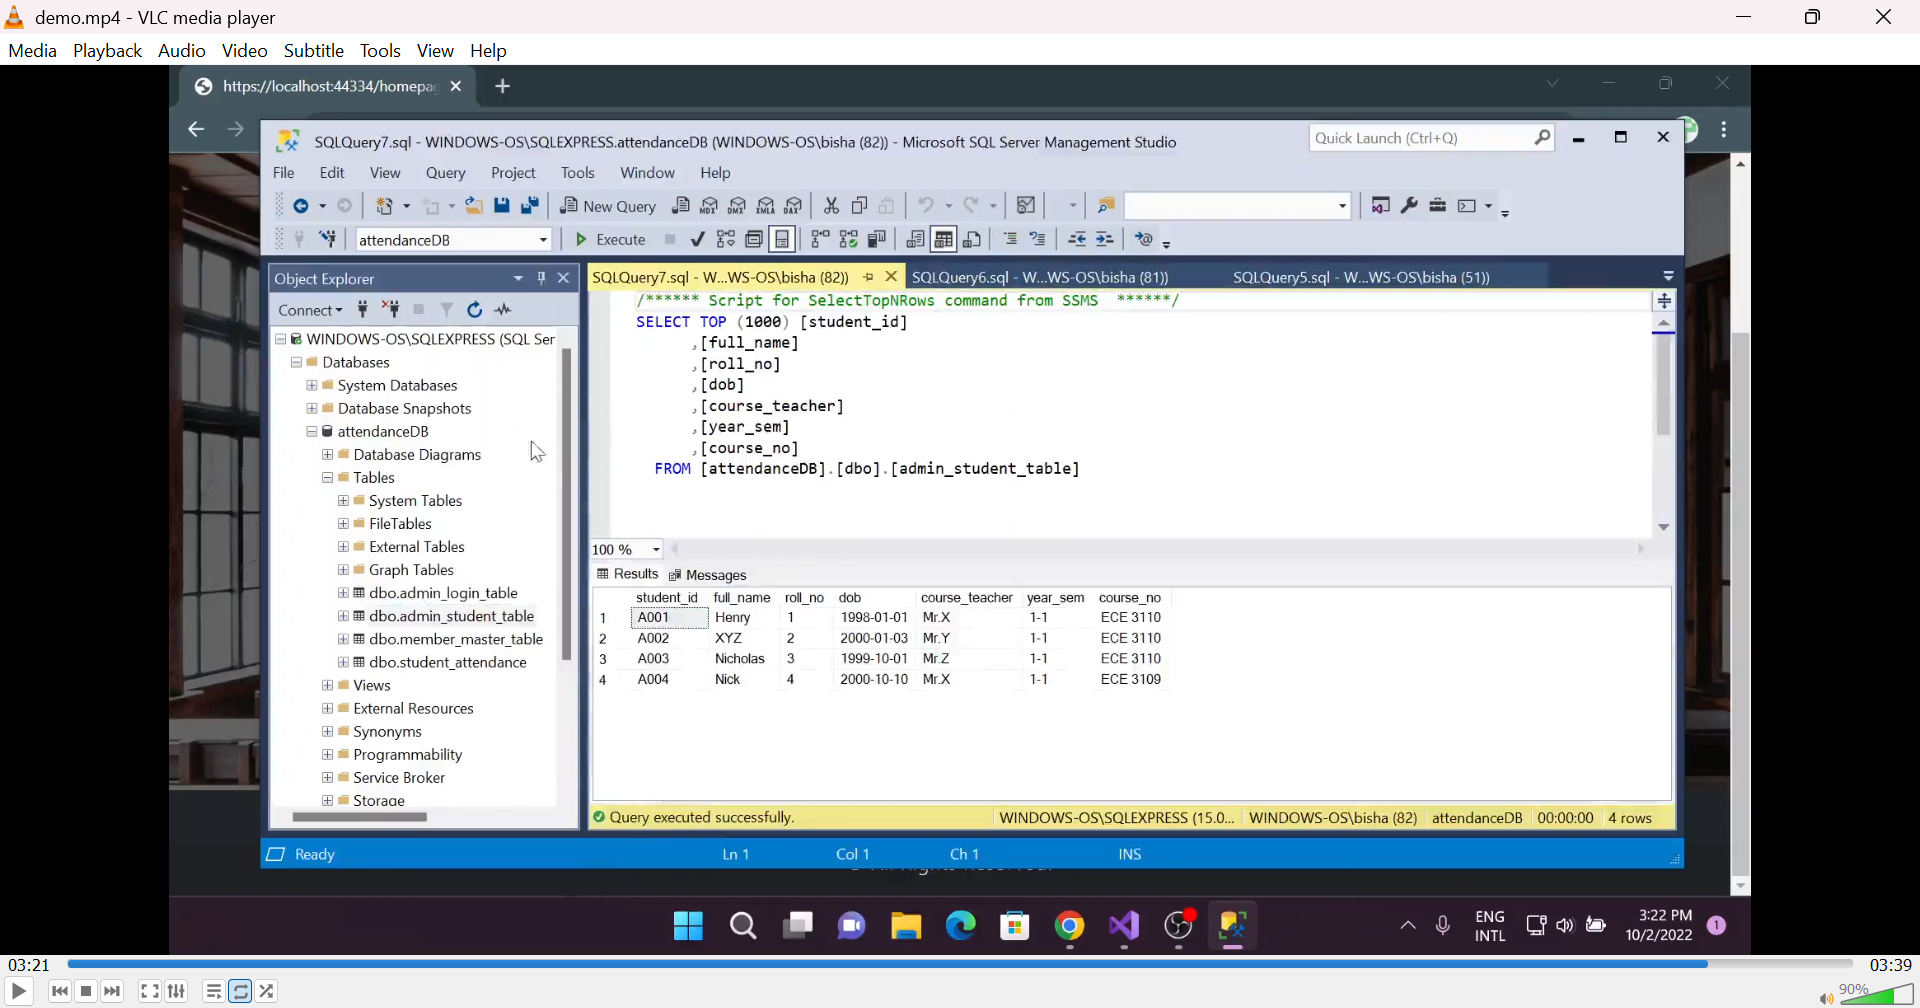 demo.mp4 - VLC media player
Media Playback Audio Video Subtitle Tools View Help
https://localhost:44334/homepag
SQLQuery7.sql - WINDOWS-OS\SQLEXPRESS.attendanceDB (WINDOWS-OS\bisha (82)) - Microsoft SQL Server Management Studio
Quick Launch (Ctrl+Q)
File Edit View Query Project Tools Window Help
New Query MDX DMX XMLA DAX
attendanceDB Execute
Object Explorer
SQLQuery7.sql - W...WS-OS\bisha (82)) SQLQuery6.sql - W...WS-OS\bisha (81)) SQLQuery5.sql - W...WS-OS\bisha (51))
Connect
WINDOWS-OS\SQLEXPRESS (SQL Ser
Databases
System Databases
Database Snapshots
attendanceDB
Database Diagrams
Tables
System Tables
FileTables
External Tables
Graph Tables
dbo.admin_login_table
dbo.admin_student_table
dbo.member_master_table
dbo.student_attendance
Views
External Resources
Synonyms
Programmability
Service Broker
Storage
/****** Script for SelectTopNRows command from SSMS ******/
SELECT TOP (1000) [student_id]
,[full_name]
,[roll_no]
,[dob]
,[course_teacher]
,[year_sem]
,[course_no]
FROM [attendanceDB].[dbo].[admin_student_table]
100 %
Results Messages
student_id full_name roll_no dob course_teacher year_sem course_no
1 A001 Henry 1 1998-01-01 Mr.X 1-1 ECE 3110
2 A002 XYZ 2 2000-01-03 Mr.Y 1-1 ECE 3110
3 A003 Nicholas 3 1999-10-01 Mr.Z 1-1 ECE 3110
4 A004 Nick 4 2000-10-10 Mr.X 1-1 ECE 3109
Query executed successfully. WINDOWS-OS\SQLEXPRESS (15.0... WINDOWS-OS\bisha (82) attendanceDB 00:00:00 4 rows
Ready Ln 1 Col 1 Ch 1 INS
ENG
INTL
3:22 PM
10/2/2022
1
03:21 03:39
90%